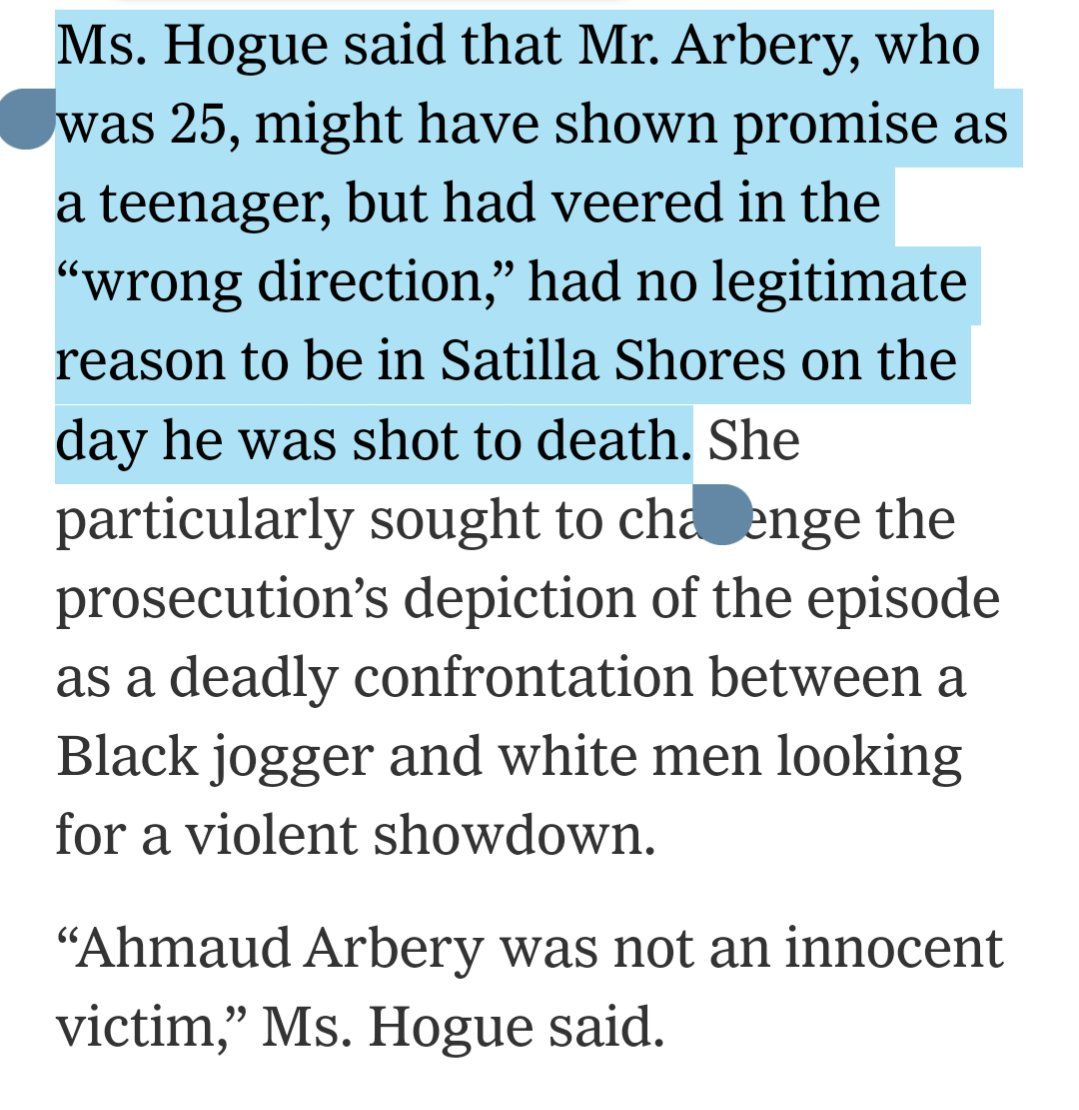 Ms. Hogue said that Mr. Arbery, who
was 25, might have shown promise as
a teenager, but had veered in the
“wrong direction,” had no legitimate
reason to be in Satilla Shores on the
day he was shot to death. She
particularly sought to cha enge the
prosecution’s depiction of the episode
as a deadly confrontation between a
Black jogger and white men looking
for a violent showdown.
“Ahmaud Arbery was not an innocent
victim,” Ms. Hogue said.